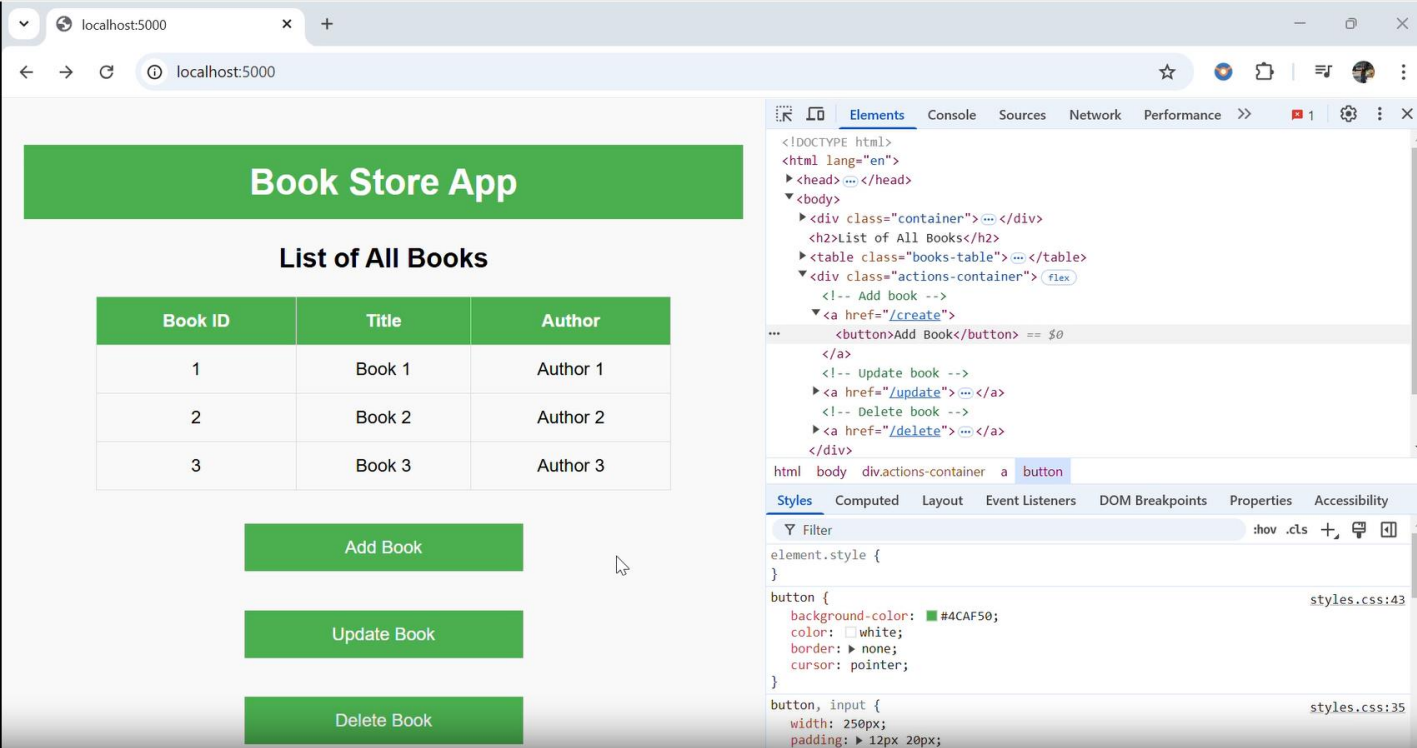 localhost:5000
localhost:5000
Book Store App
List of All Books
Book ID Title Author
1 Book 1 Author 1
2 Book 2 Author 2
3 Book 3 Author 3
Add Book
Update Book
Delete Book
Elements Console Sources Network Performance 1
<!DOCTYPE html>
<html lang="en">
<head> … </head>
<body>
<div class="container"> … </div>
<h2>List of All Books</h2>
<table class="books-table"> … </table>
<div class="actions-container"> flex
<!-- Add book -->
<a href="/create">
… <button>Add Book</button> == $0
</a>
<!-- Update book -->
<a href="/update"> … </a>
<!-- Delete book -->
<a href="/delete"> … </a>
</div>
html body div.actions-container a button
Styles Computed Layout Event Listeners DOM Breakpoints Properties Accessibility
Filter :hov .cls
element.style {
}
button { styles.css:43
background-color: #4CAF50;
color: white;
border: none;
cursor: pointer;
}
button, input { styles.css:35
width: 250px;
padding: 12px 20px;